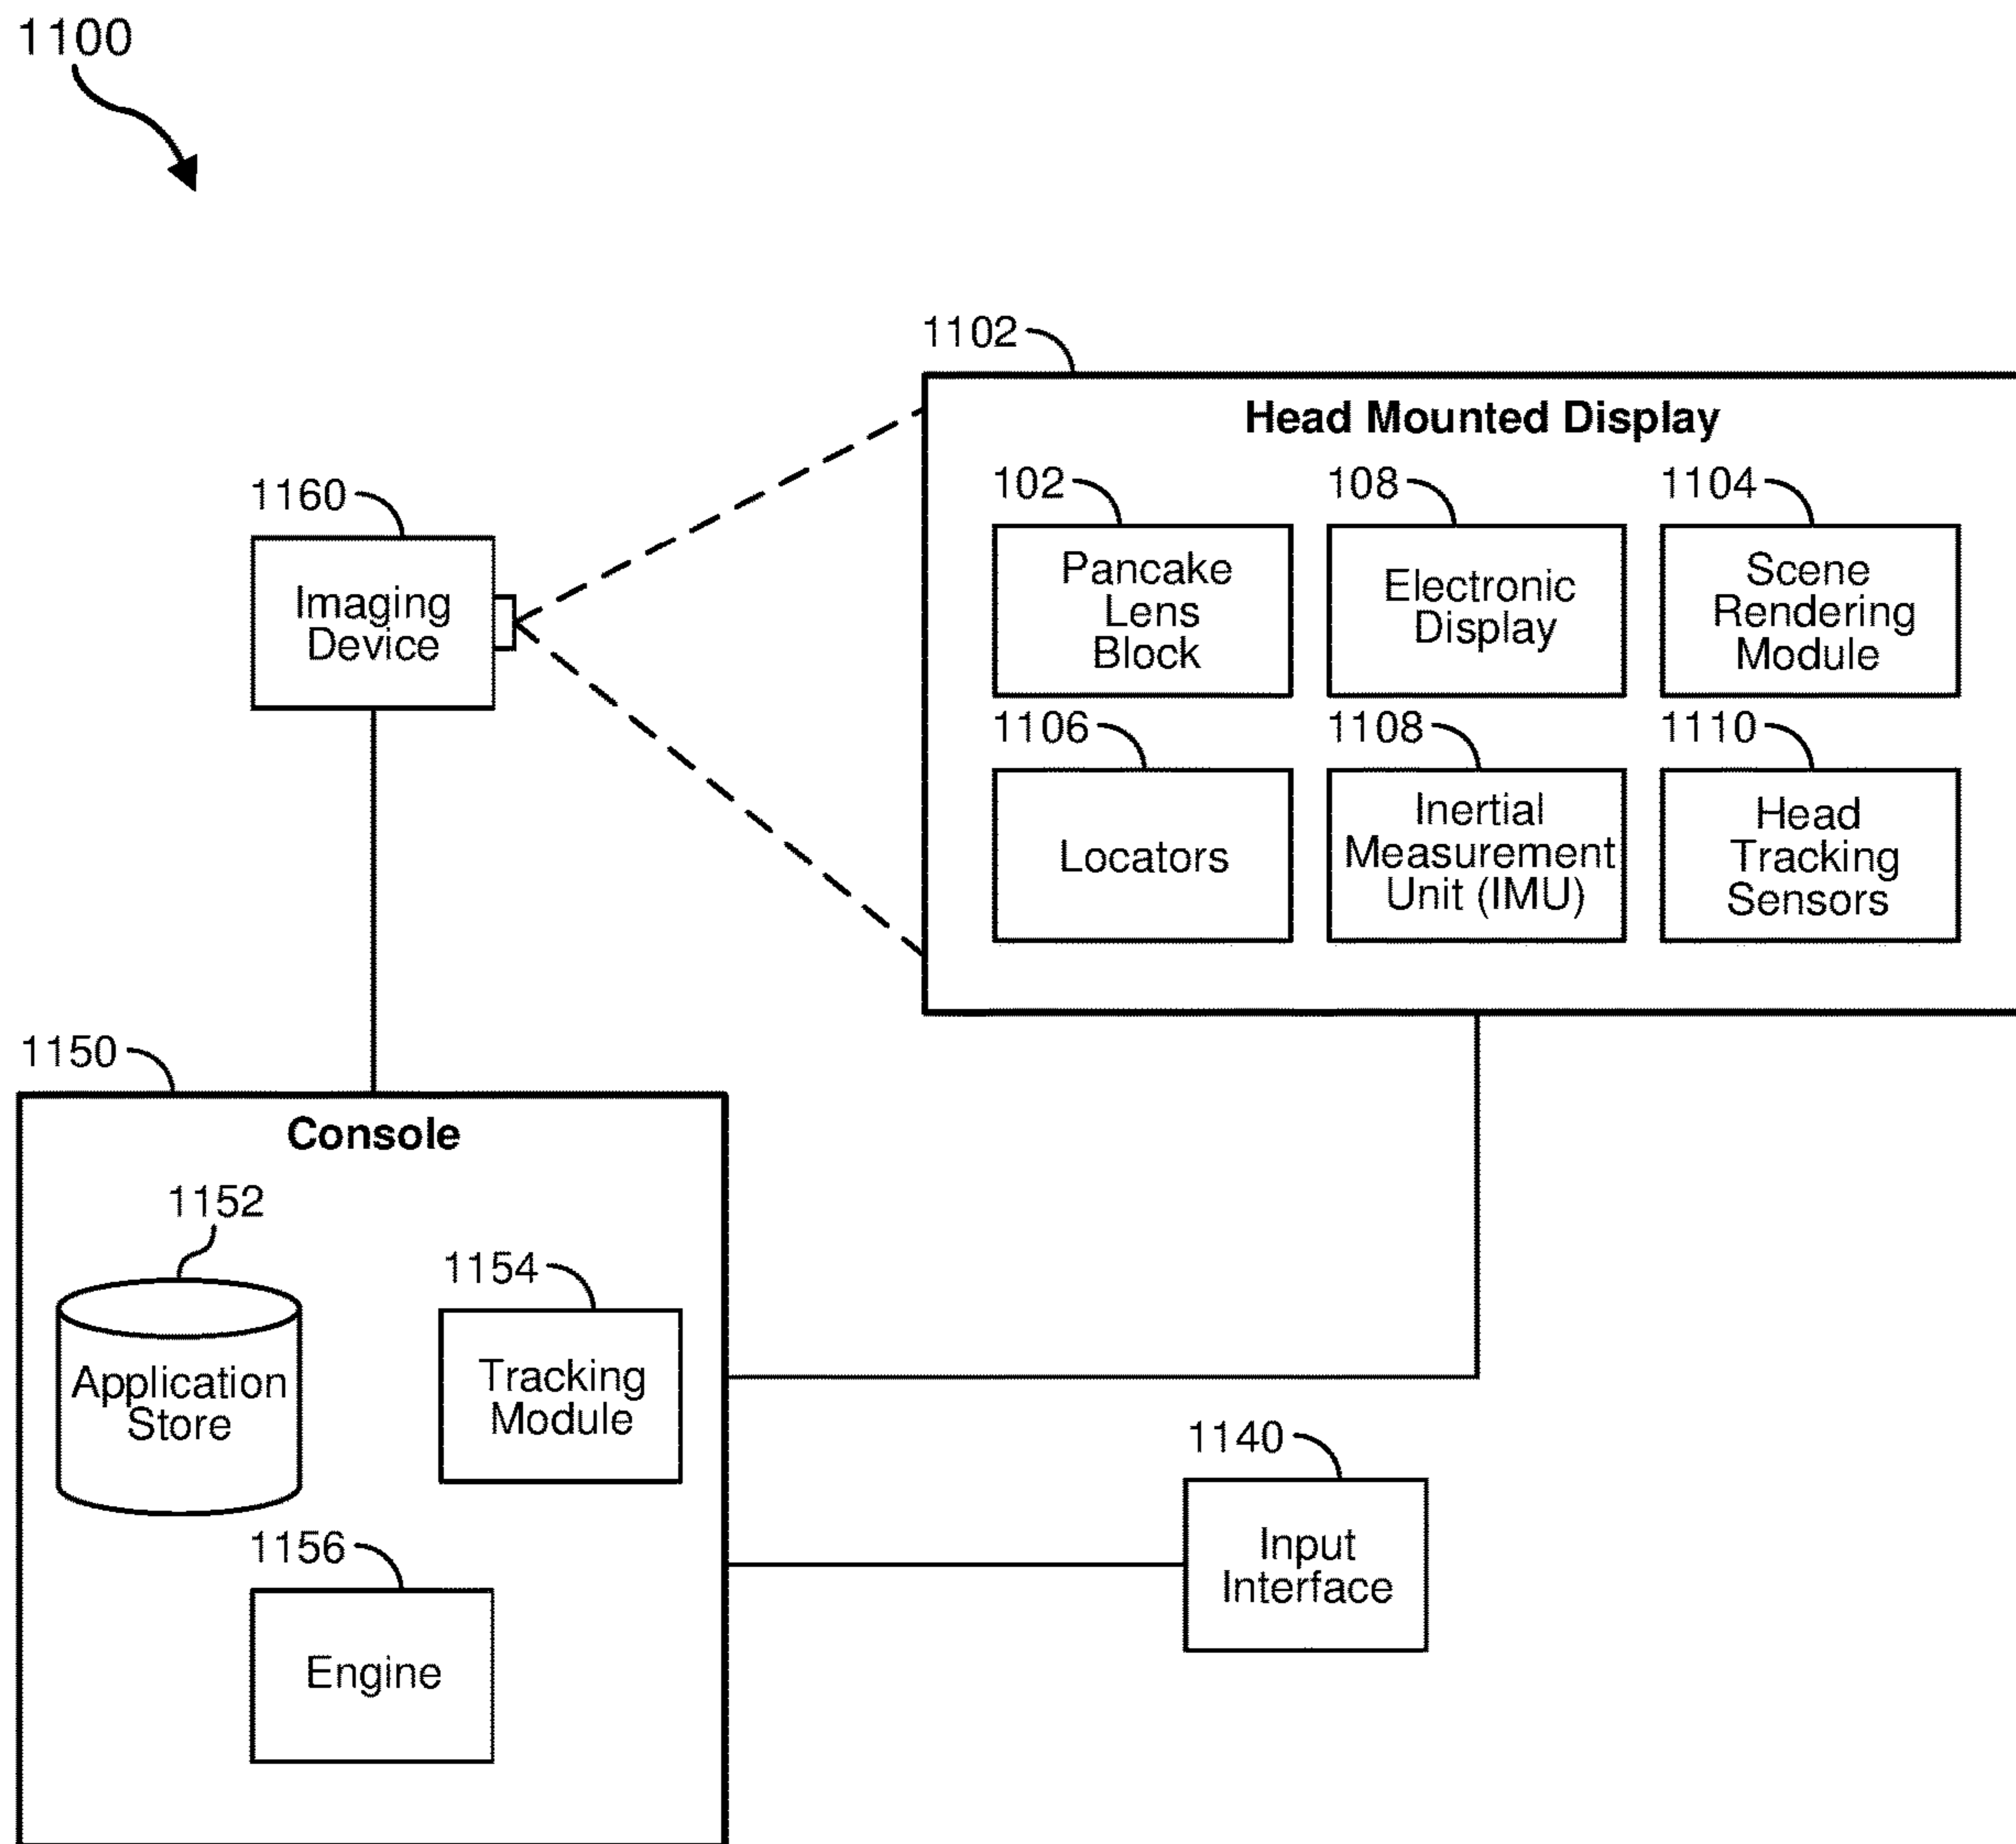 1100
1102
Head Mounted Display
102
108
1104
Pancake
Lens
Block
Electronic
Display
Scene
Rendering
Module
1106
1108
1110
Locators
Inertial
Measurement
Unit (IMU)
Head
Tracking
Sensors
1160
Imaging
Device
1150
Console
1152
Application
Store
1154
Tracking
Module
1156
Engine
1140
Input
Interface